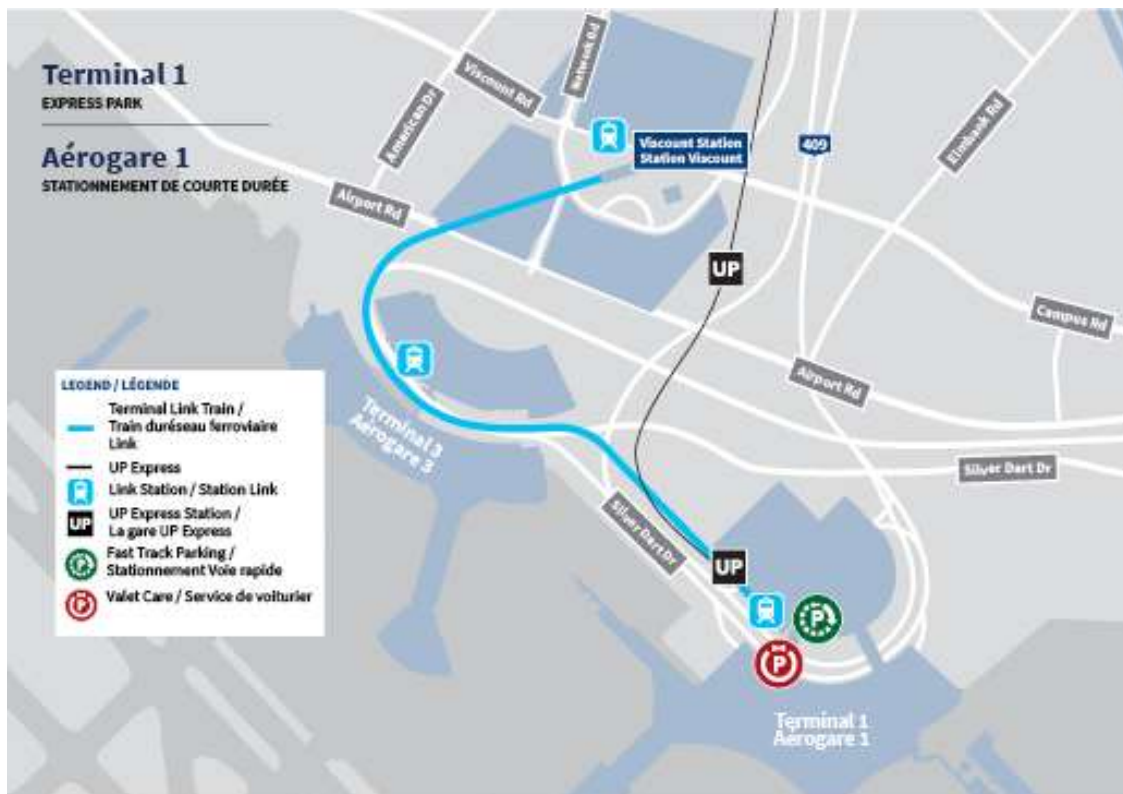 Terminal 1
EXPRESS PARK
Aérogare 1
STATIONNEMENT DE COURTE DURÉE
Viscount Rd
Network Rd
American Dr
Airport Rd
Viscount Station
Station Viscount
409
Elmbank Rd
UP
Campus Rd
Airport Rd
Terminal 3
Aérogare 3
Silver Dart Dr
Silver Dart Dr
UP
P
P
Terminal 1
Aérogare 1
LEGEND / LÉGENDE
Terminal Link Train /
Train duréseau ferroviaire
Link
UP Express
Link Station / Station Link
UP
UP Express Station /
La gare UP Express
P
Fast Track Parking /
Stationnement Voie rapide
P
Valet Care / Service de voiturier